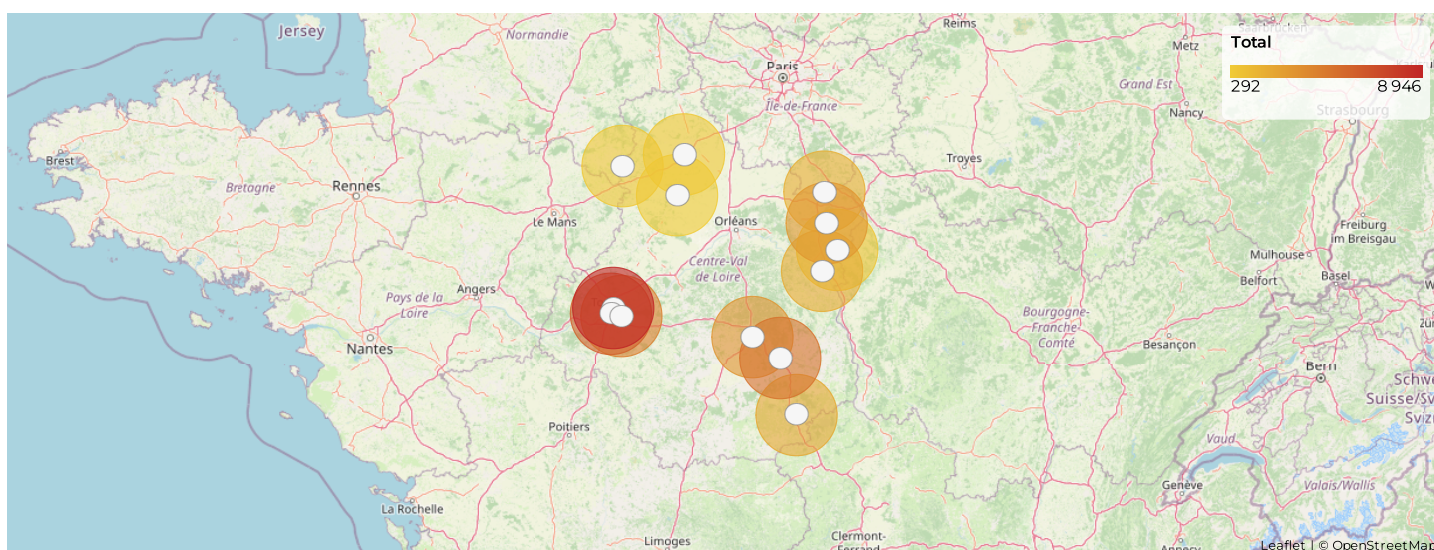 Jersey
Normandie
Reims
Paris
Metz
Total
292
8 946
Île-de-France
Grand Est
Nancy
Strasbourg
Brest
Troyes
Bretagne
Rennes
Le Mans
Orléans
Freiburg
im Breisgau
Mulhouse
Centre-Val
de Loire
Belfort
Basel
Angers
Pays de la
Loire
Bourgogne-
Franche-
Comté
Nantes
Besançon
Bern
Poitiers
Vaud
Genève
Valais/Wallis
La Rochelle
Limoges
Clermont-
Leaflet | © OpenStreetMap